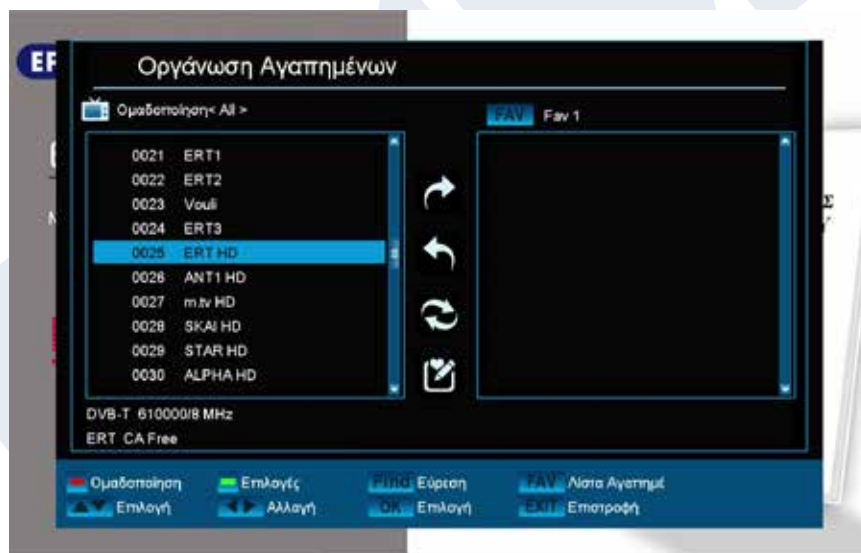 Οργάνωση Αγαπημένων
Ομαδοποίηση< All >
FAV Fav 1
0021 ERT1
0022 ERT2
0023 Vouli
0024 ERT3
0025 ERT HD
0026 ANT1 HD
0027 m.tv HD
0028 SKAI HD
0029 STAR HD
0030 ALPHA HD
DVB-T 610000/8 MHz
ERT CA Free
Ομαδοποίηση Επιλογές Find Εύρεση FAV Λίστα Αγαπημέ
Επιλογή Αλλαγή OK Επιλογή EXIT Επιστροφή